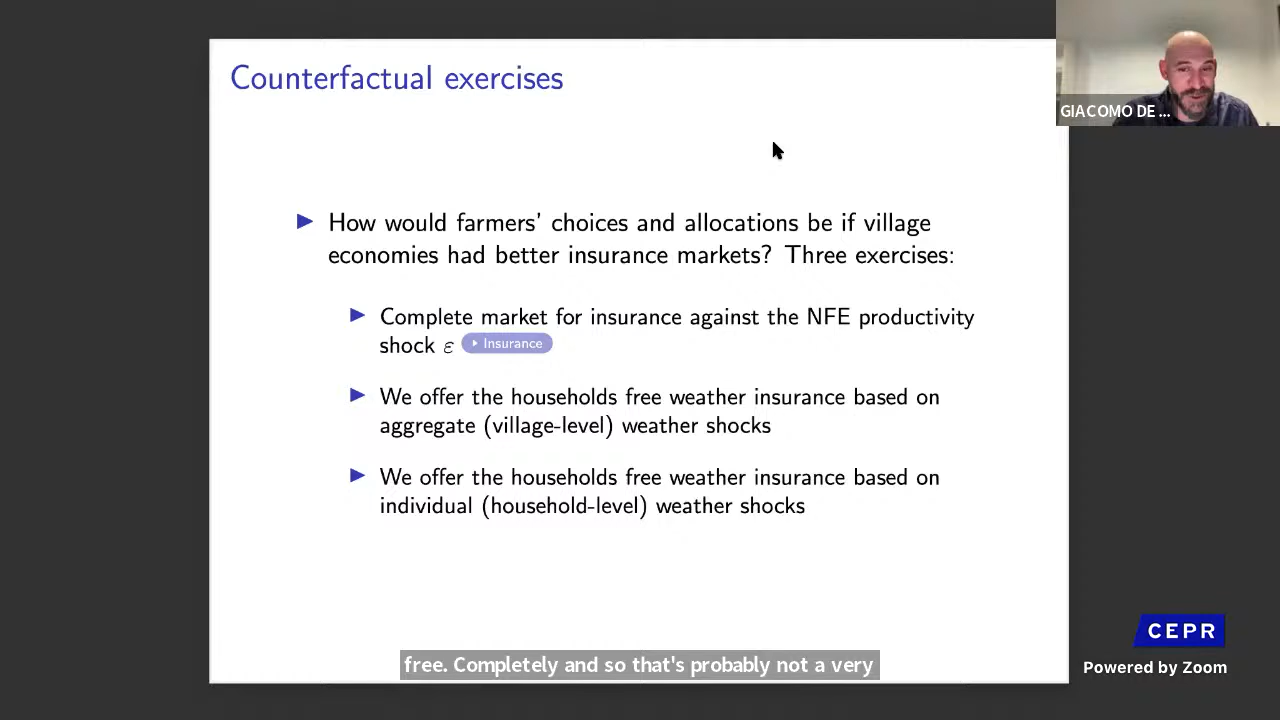 Counterfactual exercises
GIACOMO DE ...
▶ How would farmers' choices and allocations be if village
economies had better insurance markets? Three exercises:
▶ Complete market for insurance against the NFE productivity
shock ε ▸ Insurance
▶ We offer the households free weather insurance based on
aggregate (village-level) weather shocks
▶ We offer the households free weather insurance based on
individual (household-level) weather shocks
CEPR
free. Completely and so that's probably not a very
Powered by Zoom